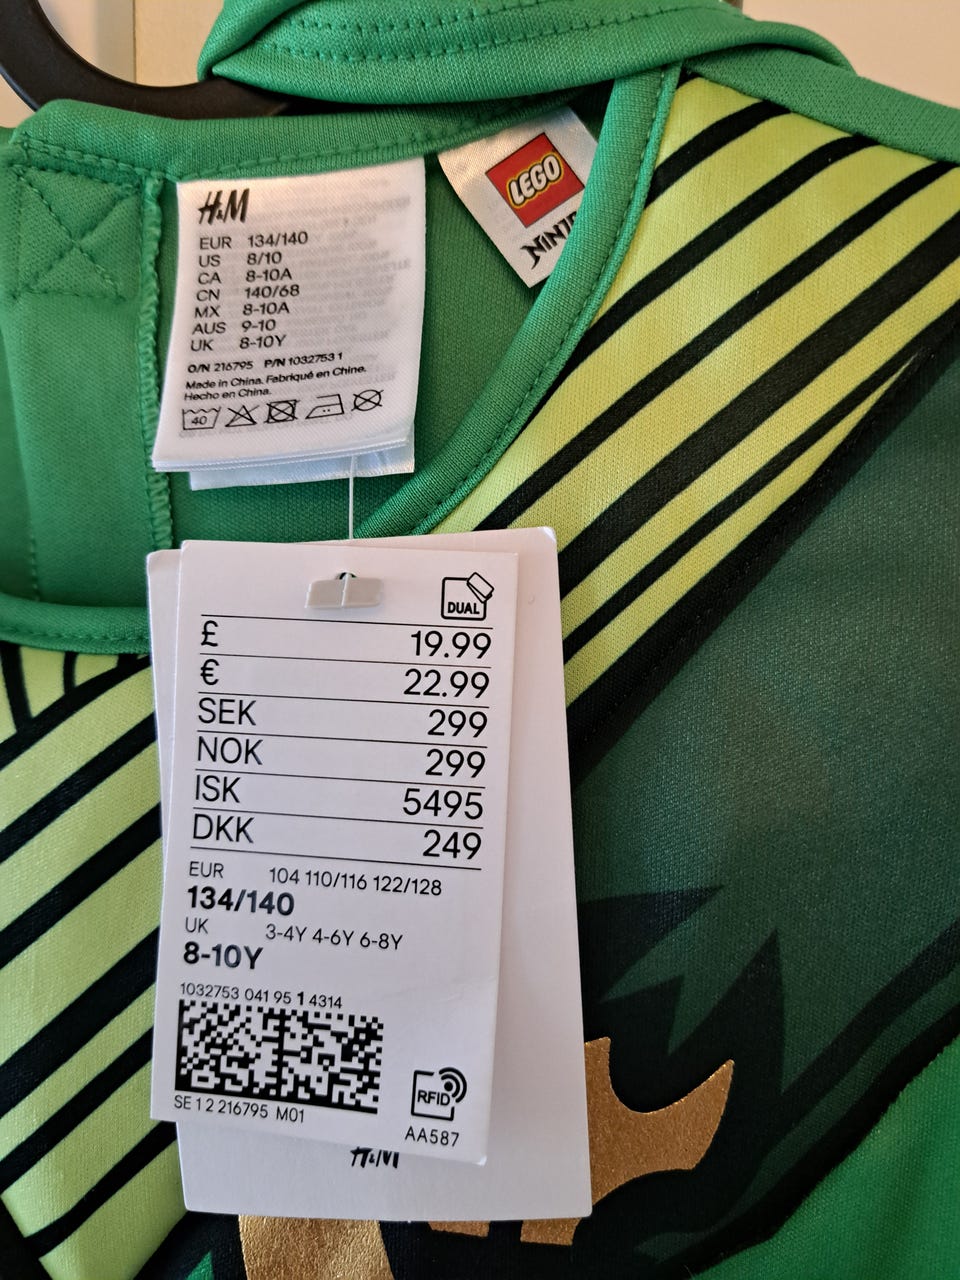 H&M
EUR 134/140
US 8/10
CA 8-10A
CN 140/68
MX 8-10A
AUS 9-10
UK 8-10Y
O/N 216795 P/N 1032753 1
Made in China. Fabriqué en Chine.
Hecho en China.
40
LEGO
DUAL
£ 19.99
€ 22.99
SEK 299
NOK 299
ISK 5495
DKK 249
EUR 104 110/116 122/128
134/140
UK 3-4Y 4-6Y 6-8Y
8-10Y
1032753 041 95 1 4314
RFID
SE 1 2 216795 M01
AA587
H&M